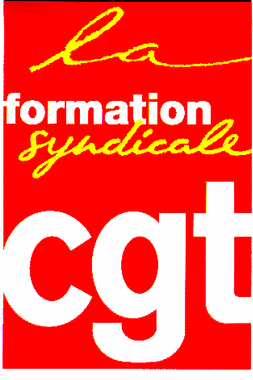 la
formation
syndicale
cgt